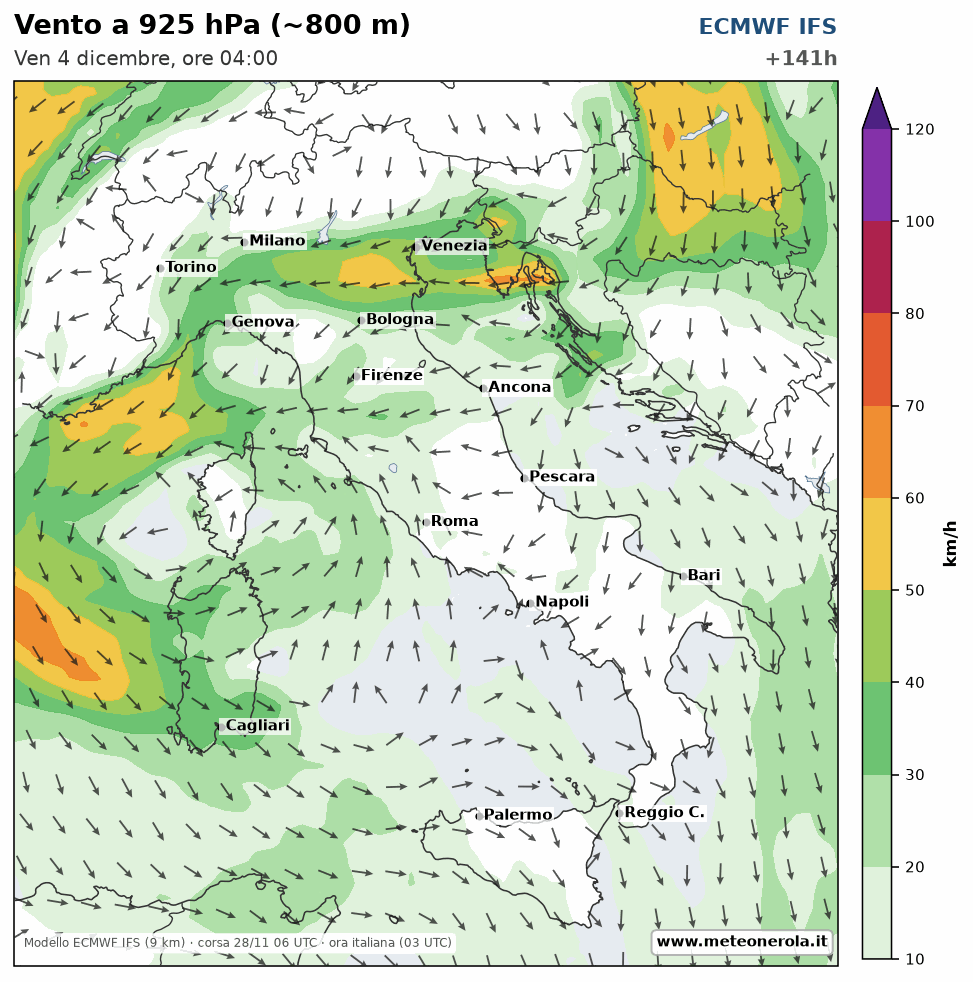 Vento a 925 hPa (~800 m)
ECMWF IFS
Ven 4 dicembre, ore 04:00
+141h
120
100
80
70
60
50
40
30
20
10
km/h
Milano
Venezia
Torino
Genova
Bologna
Firenze
Ancona
Pescara
Roma
Bari
Napoli
Cagliari
Palermo
Reggio C.
Modello ECMWF IFS (9 km) · corsa 28/11 06 UTC · ora italiana (03 UTC)
www.meteonerola.it